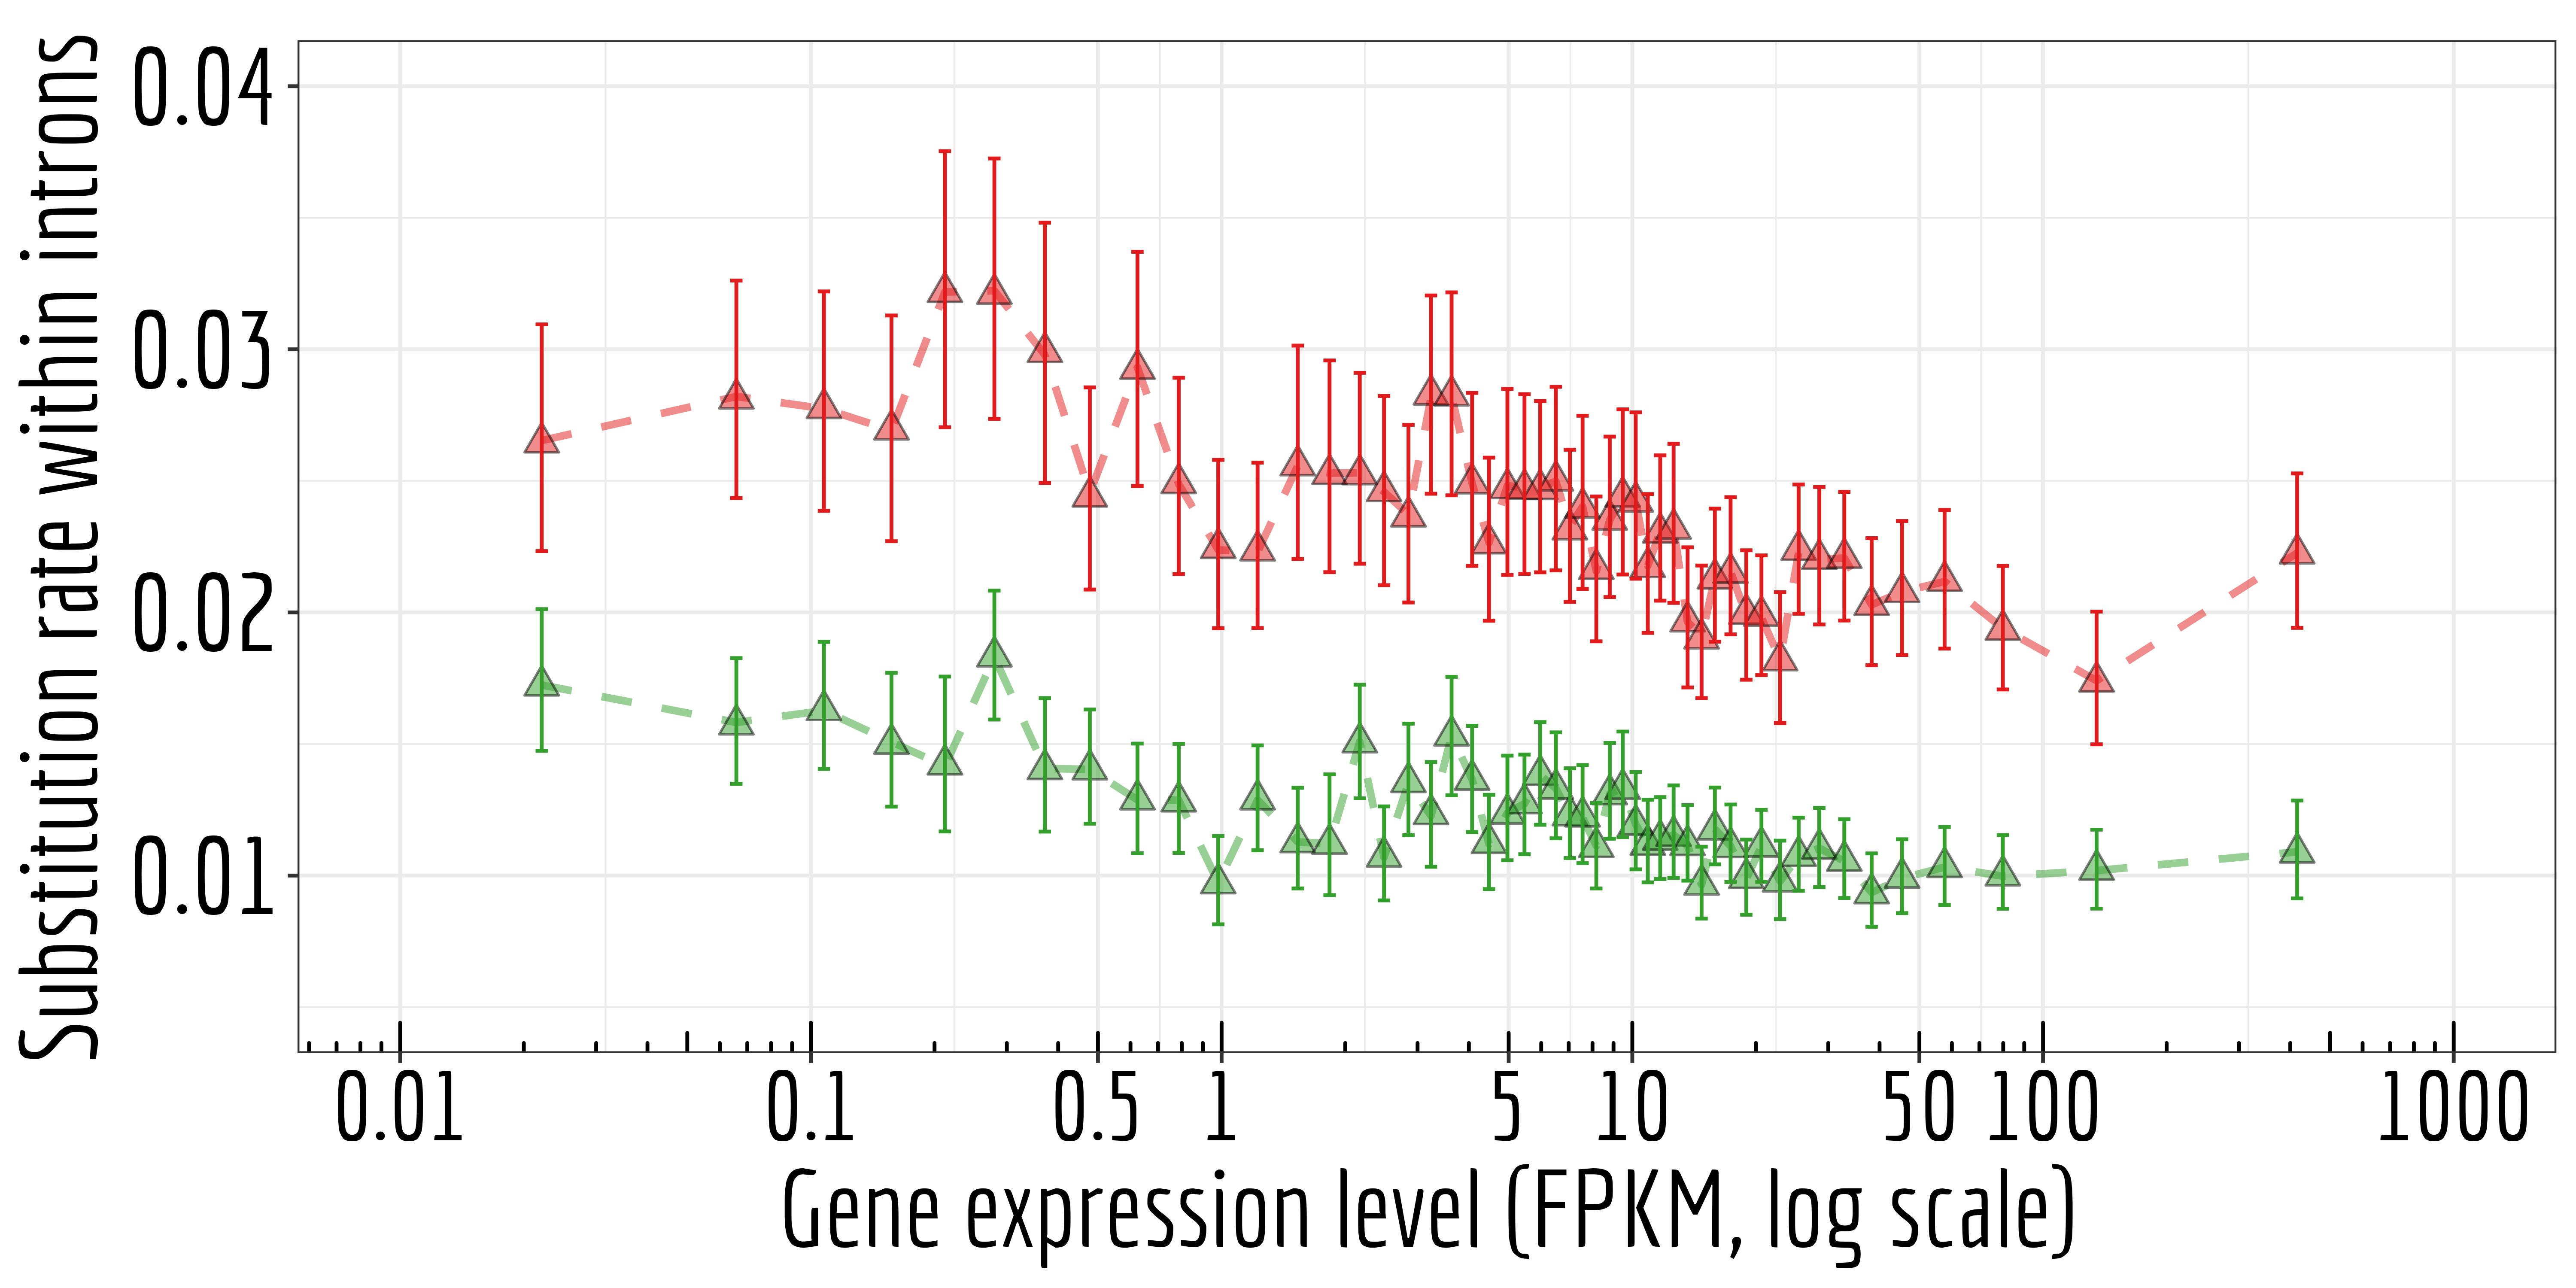 Substitution rate within introns
0.04
0.03
0.02
0.01
0.01 0.1 0.5 1 5 10 50 100 1000
Gene expression level (FPKM, log scale)